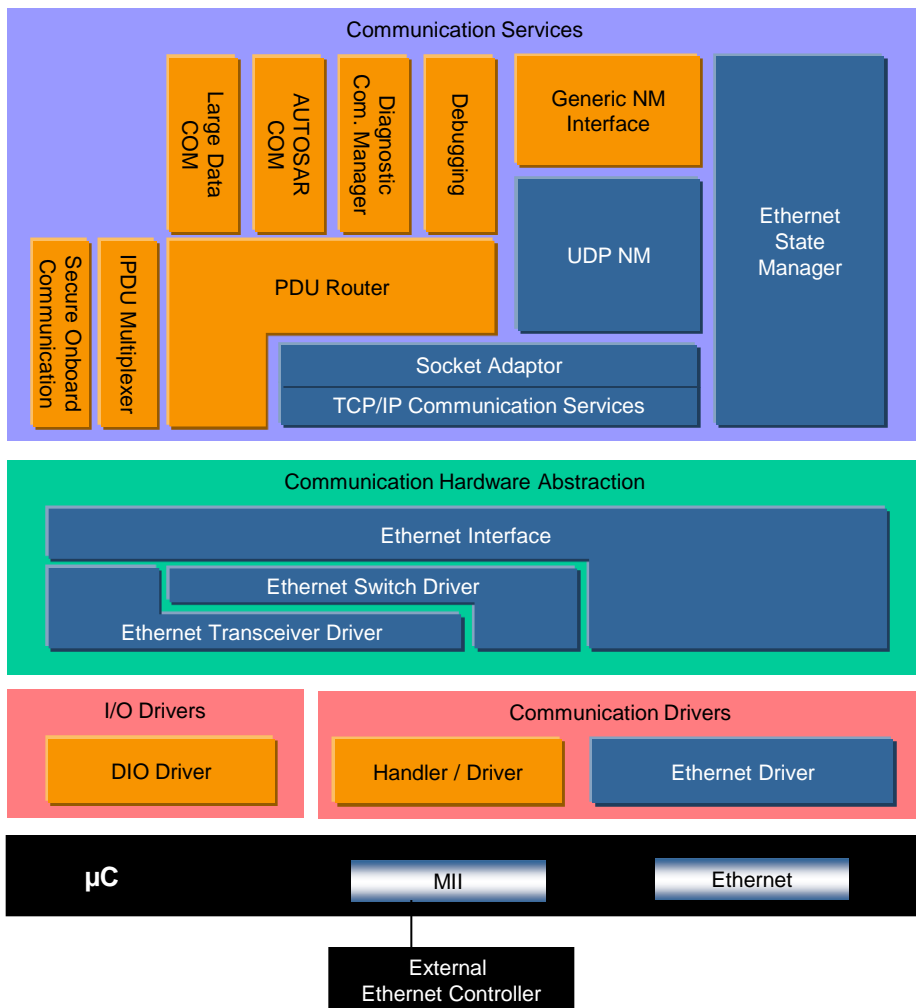 Communication Services
Large Data
COM
AUTOSAR
COM
Diagnostic
Com. Manager
Debugging
Generic NM
Interface
Ethernet
State
Manager
UDP NM
Secure Onboard
Communication
IPDU Multiplexer
PDU Router
Socket Adaptor
TCP/IP Communication Services
Communication Hardware Abstraction
Ethernet Interface
Ethernet Switch Driver
Ethernet Transceiver Driver
I/O Drivers
DIO Driver
Communication Drivers
Handler / Driver
Ethernet Driver
µC
MII
Ethernet
External
Ethernet Controller